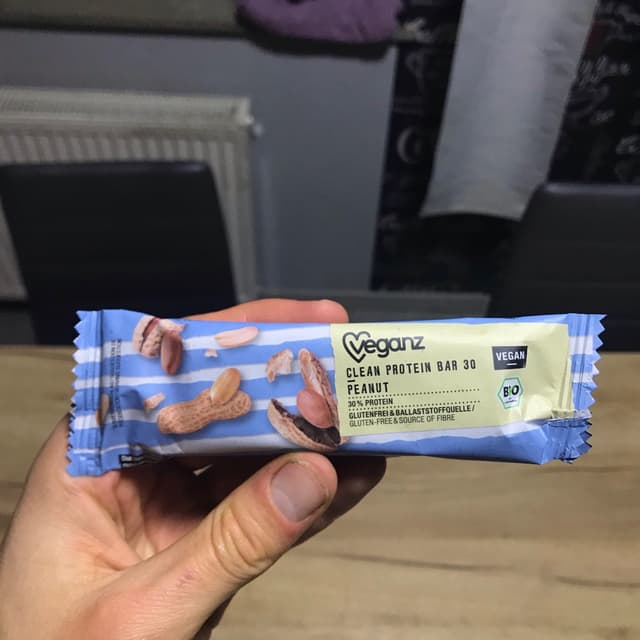 Veganz
CLEAN PROTEIN BAR 30
PEANUT
30% PROTEIN
GLUTENFREI & BALLASTSTOFFQUELLE /
GLUTEN-FREE & SOURCE OF FIBRE
VEGAN
BIO